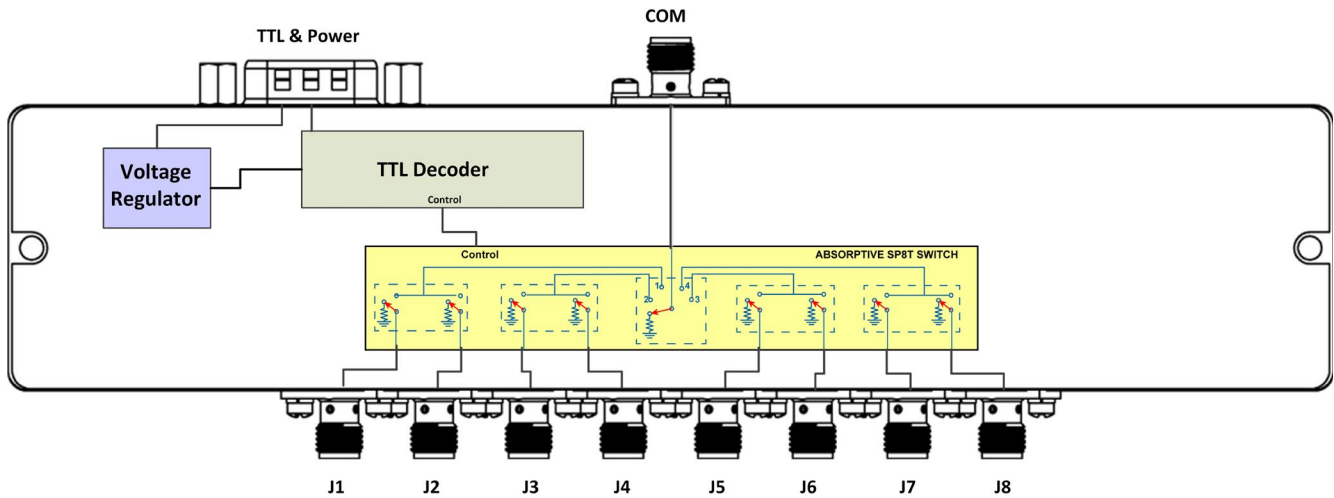 COM
TTL & Power
Voltage
Regulator
TTL Decoder
Control
Control
ABSORPTIVE SP8T SWITCH
1
4
2
3
J1
J2
J3
J4
J5
J6
J7
J8